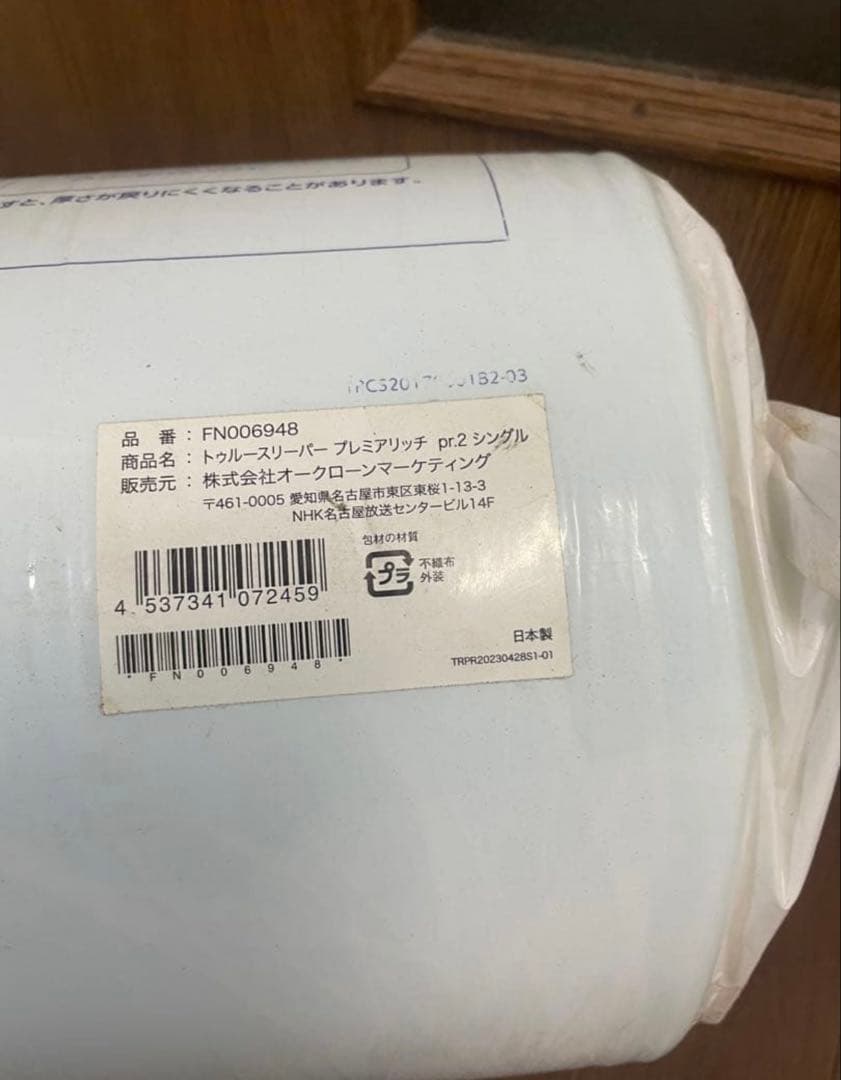 すと、厚さが戻りにくくなることがあります。
品 番 : FN006948
商品名 : トゥルースリーパー プレミアリッチ pr.2 シングル
販売元 : 株式会社オークローンマーケティング
〒461-0005 愛知県名古屋市東区東桜1-13-3
NHK名古屋放送センタービル14F
包材の材質
プラ
不織布
外装
4 537341 072459
* F N 0 0 6 9 4 8 *
日本製
TRPR20230428S1-01